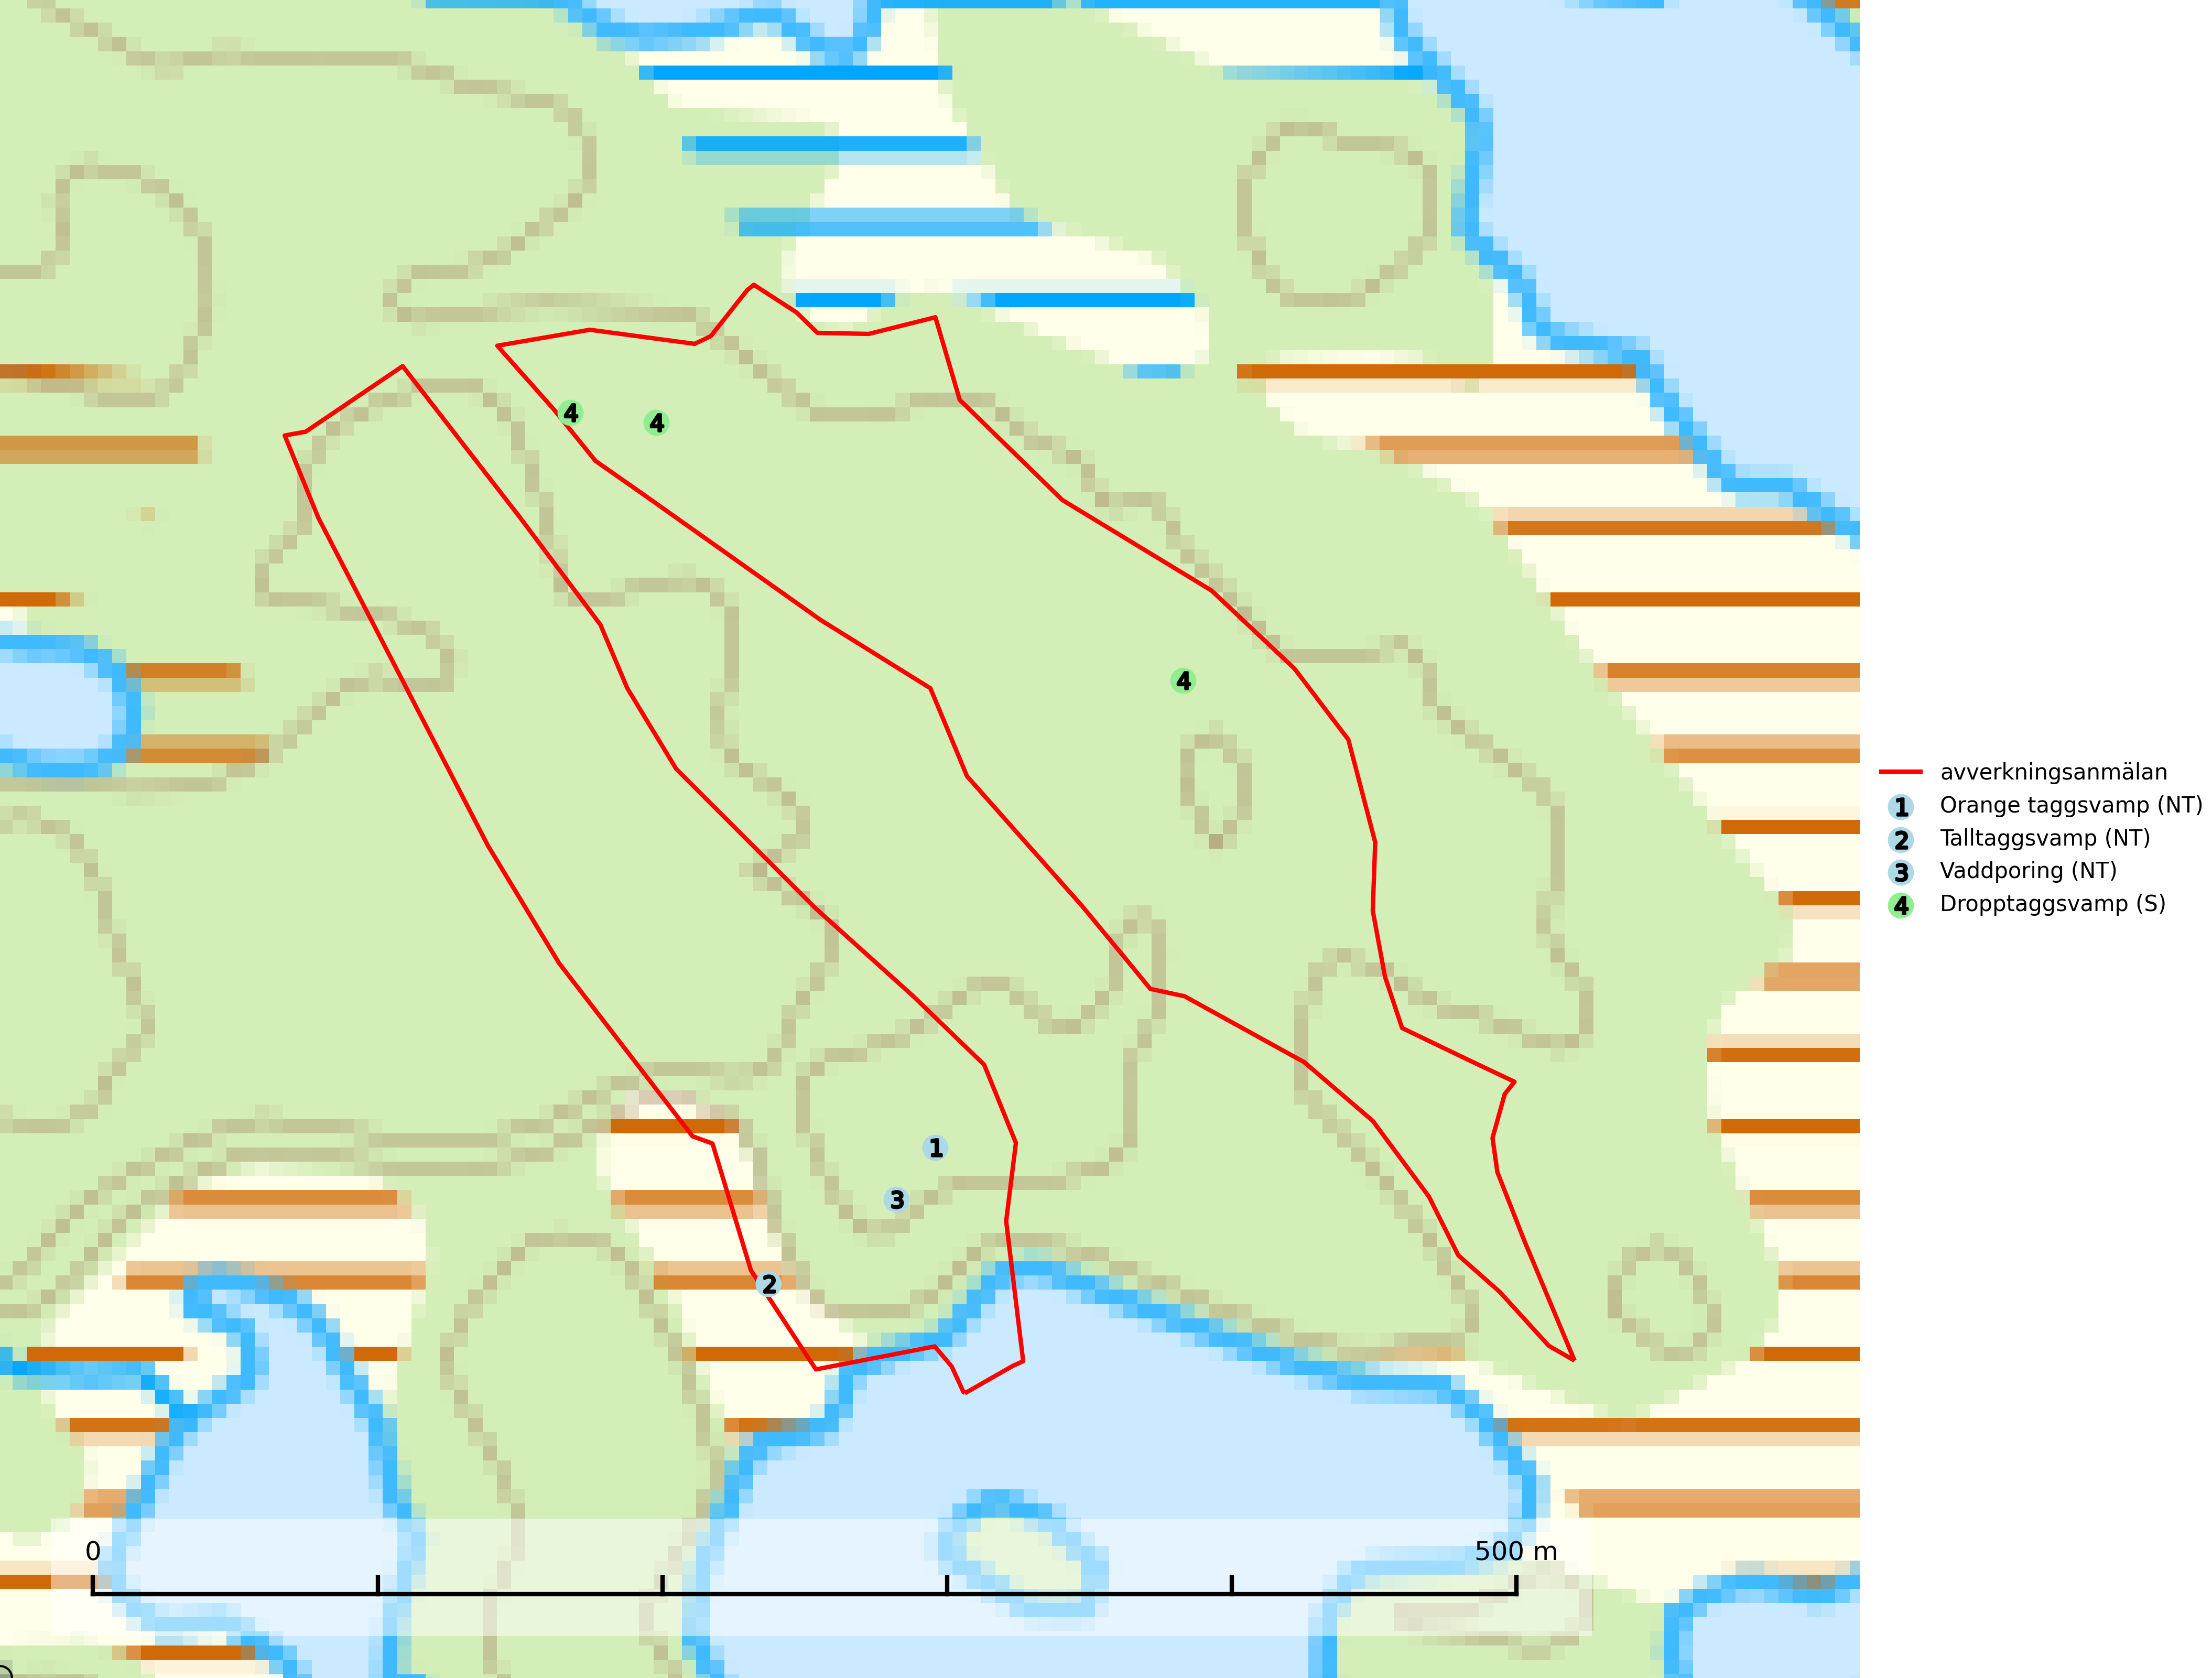 4
4
4
1
3
2
0
500 m
avverkningsanmälan
1 Orange taggsvamp (NT)
2 Talltaggsvamp (NT)
3 Vaddporing (NT)
4 Dropptaggsvamp (S)